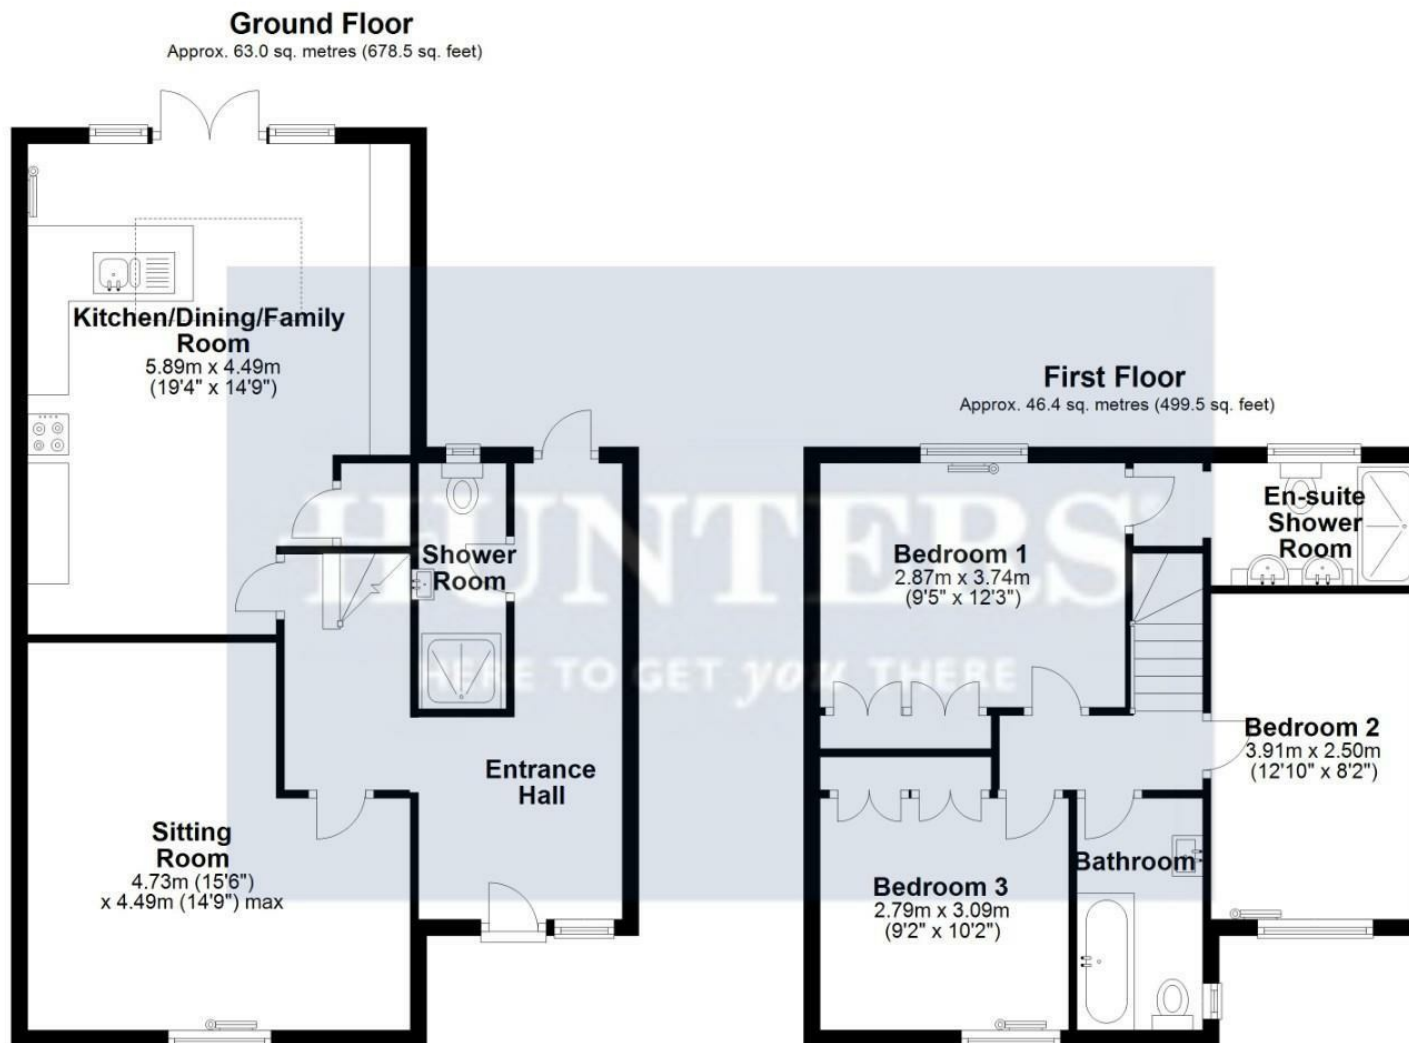 Ground Floor
Approx. 63.0 sq. metres (678.5 sq. feet)
Kitchen/Dining/Family
Room
5.89m x 4.49m
(19'4" x 14'9")
Shower
Room
Entrance
Hall
Sitting
Room
4.73m (15'6")
x 4.49m (14'9") max
First Floor
Approx. 46.4 sq. metres (499.5 sq. feet)
Bedroom 1
2.87m x 3.74m
(9'5" x 12'3")
En-suite
Shower
Room
Bedroom 2
3.91m x 2.50m
(12'10" x 8'2")
Bathroom
Bedroom 3
2.79m x 3.09m
(9'2" x 10'2")
HUNTERS
HERE TO GET you THERE